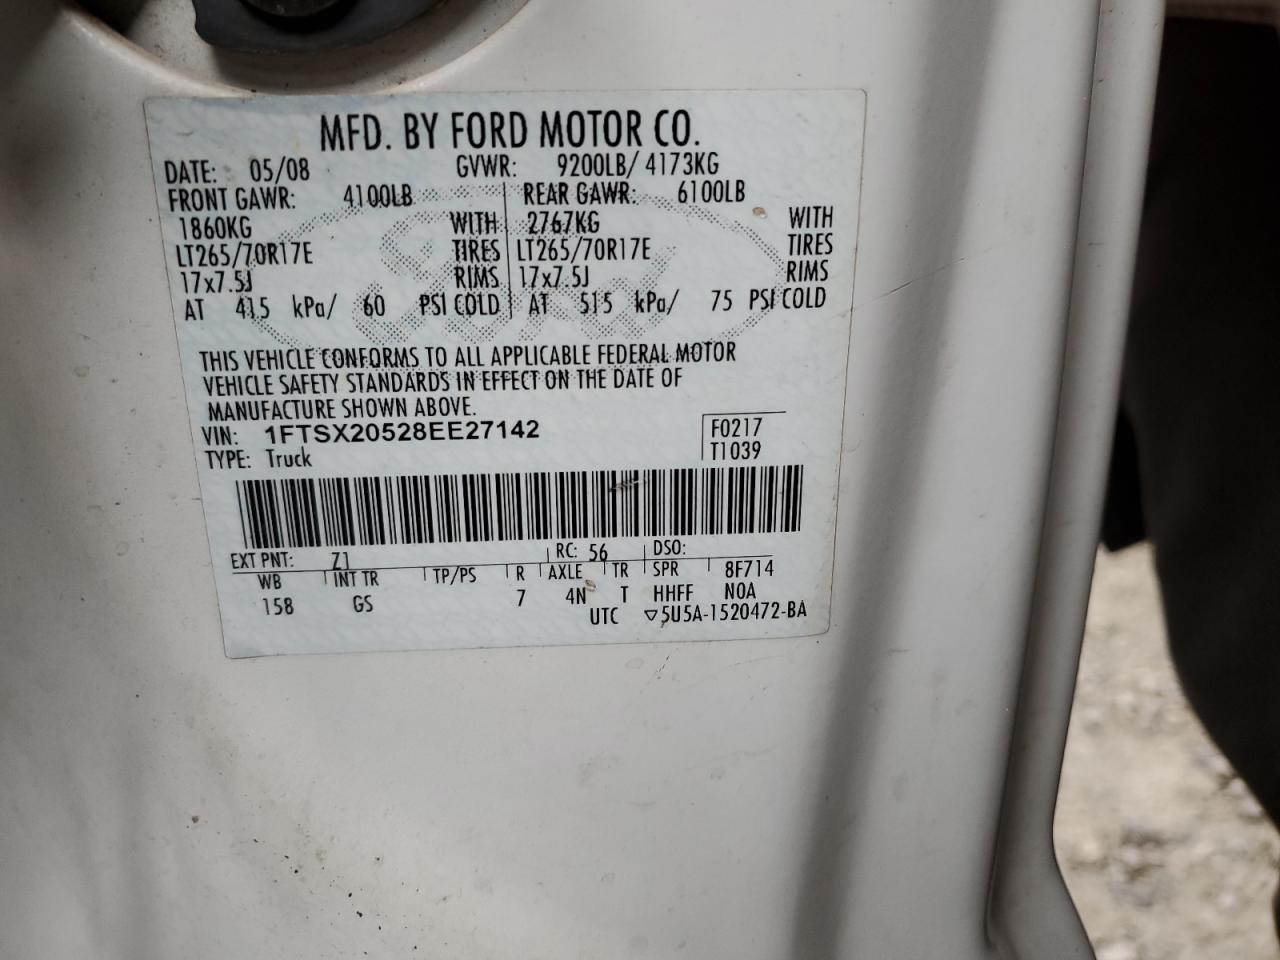 MFD. BY FORD MOTOR CO.
DATE: 05/08 GVWR: 9200LB/ 4173KG
FRONT GAWR: 4100LB REAR GAWR: 6100LB
1860KG WITH 2767KG WITH
LT265/70R17E TIRES LT265/70R17E TIRES
17x7.5J RIMS 17x7.5J RIMS
AT 415 kPa/ 60 PSI COLD AT 515 kPa/ 75 PSI COLD
THIS VEHICLE CONFORMS TO ALL APPLICABLE FEDERAL MOTOR
VEHICLE SAFETY STANDARDS IN EFFECT ON THE DATE OF
MANUFACTURE SHOWN ABOVE.
VIN: 1FTSX20528EE27142 F0217
TYPE: Truck T1039
EXT PNT: Z1 RC: 56 DSO:
WB INT TR TP/PS R AXLE TR SPR 8F714
158 GS 7 4N T HHFF NOA
UTC ▽5U5A-1520472-BA